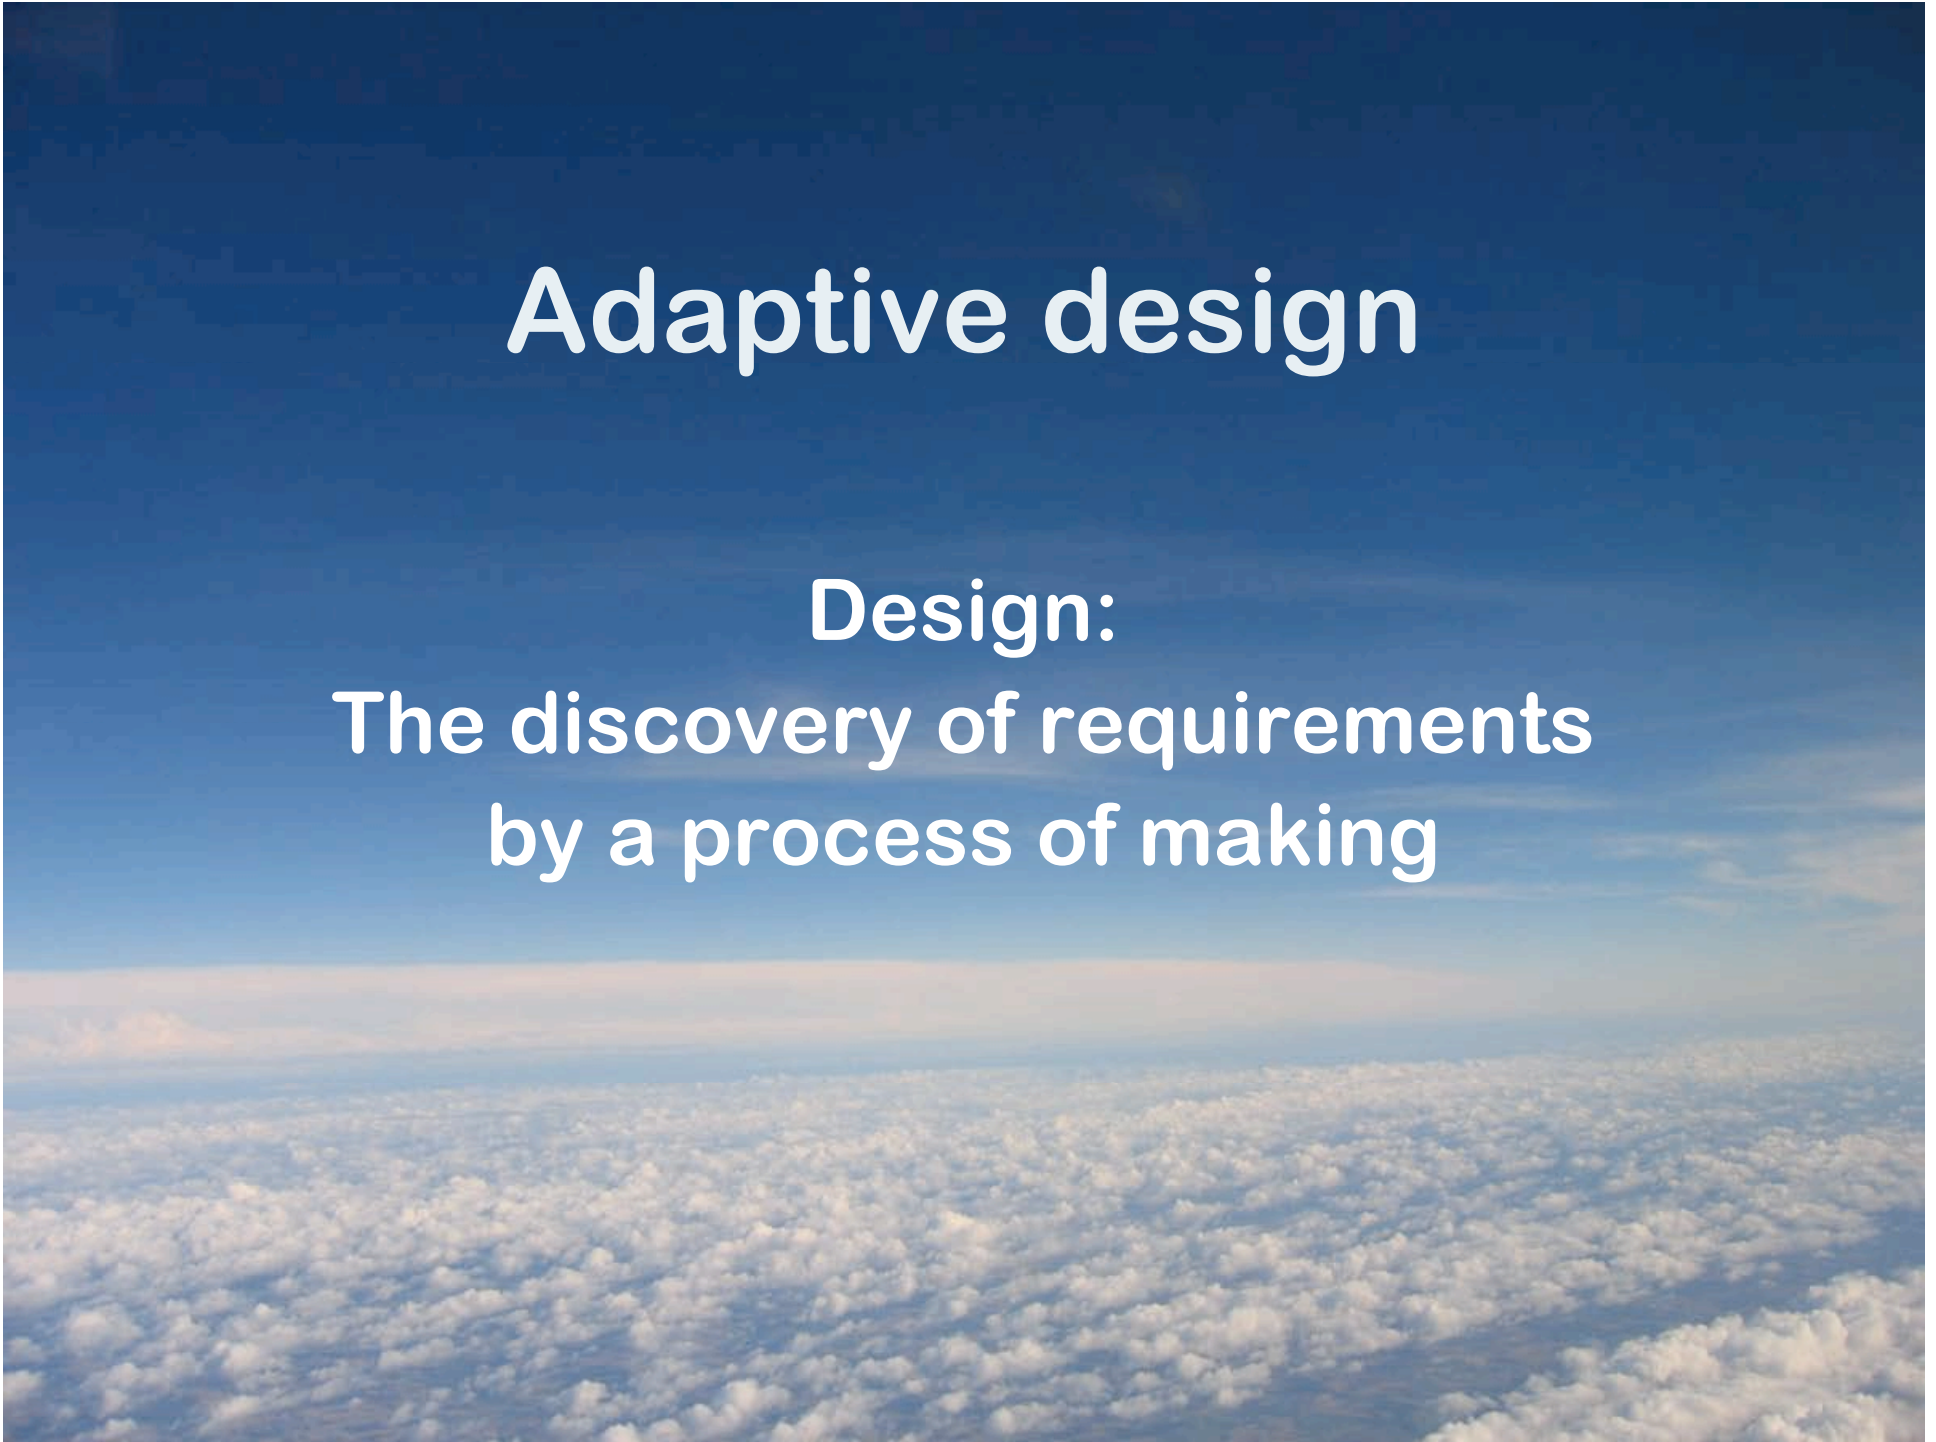 Adaptive design
Design:
The discovery of requirements
by a process of making